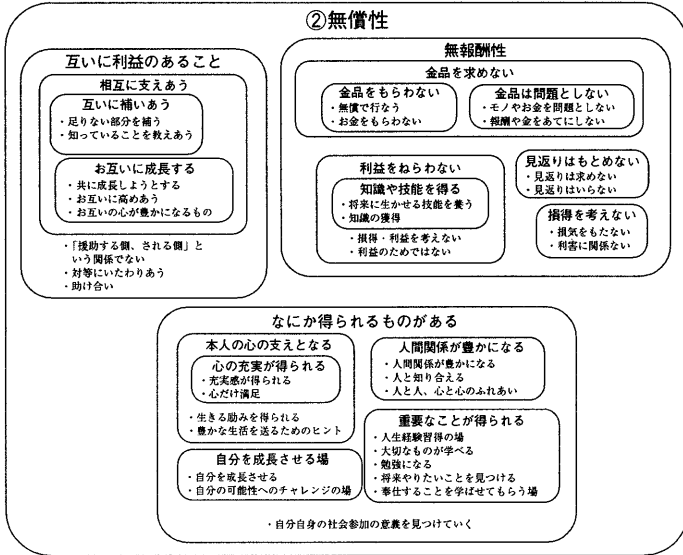 ②無償性
互いに利益のあること
相互に支えあう
互いに補いあう
・足りない部分を補う
・知っていることを教えあう
お互いに成長する
・共に成長しようとする
・お互いに高めあう
・お互いの心が豊かになるもの
・「援助する側、される側」と
いう関係でない
・対等にいたわりあう
・助け合い
無報酬性
金品を求めない
金品をもらわない
・無償で行なう
・お金をもらわない
金品は問題としない
・モノやお金を問題としない
・報酬や金をあてにしない
利益をねらわない
知識や技能を得る
・将来に生かせる技能を養う
・知識の獲得
・損得・利益を考えない
・利益のためではない
見返りはもとめない
・見返りは求めない
・見返りはいらない
損得を考えない
・損気をもたない
・利害に関係ない
なにか得られるものがある
本人の心の支えとなる
心の充実が得られる
・充実感が得られる
・心だけ満足
・生きる励みを得られる
・豊かな生活を送るためのヒント
人間関係が豊かになる
・人間関係が豊かになる
・人と知り合える
・人と人、心と心のふれあい
自分を成長させる場
・自分を成長させる
・自分の可能性へのチャレンジの場
重要なことが得られる
・人生経験習得の場
・大切なものが学べる
・勉強になる
・将来やりたいことを見つける
・奉仕することを学ばせてもらう場
・自分自身の社会参加の意義を見つけていく